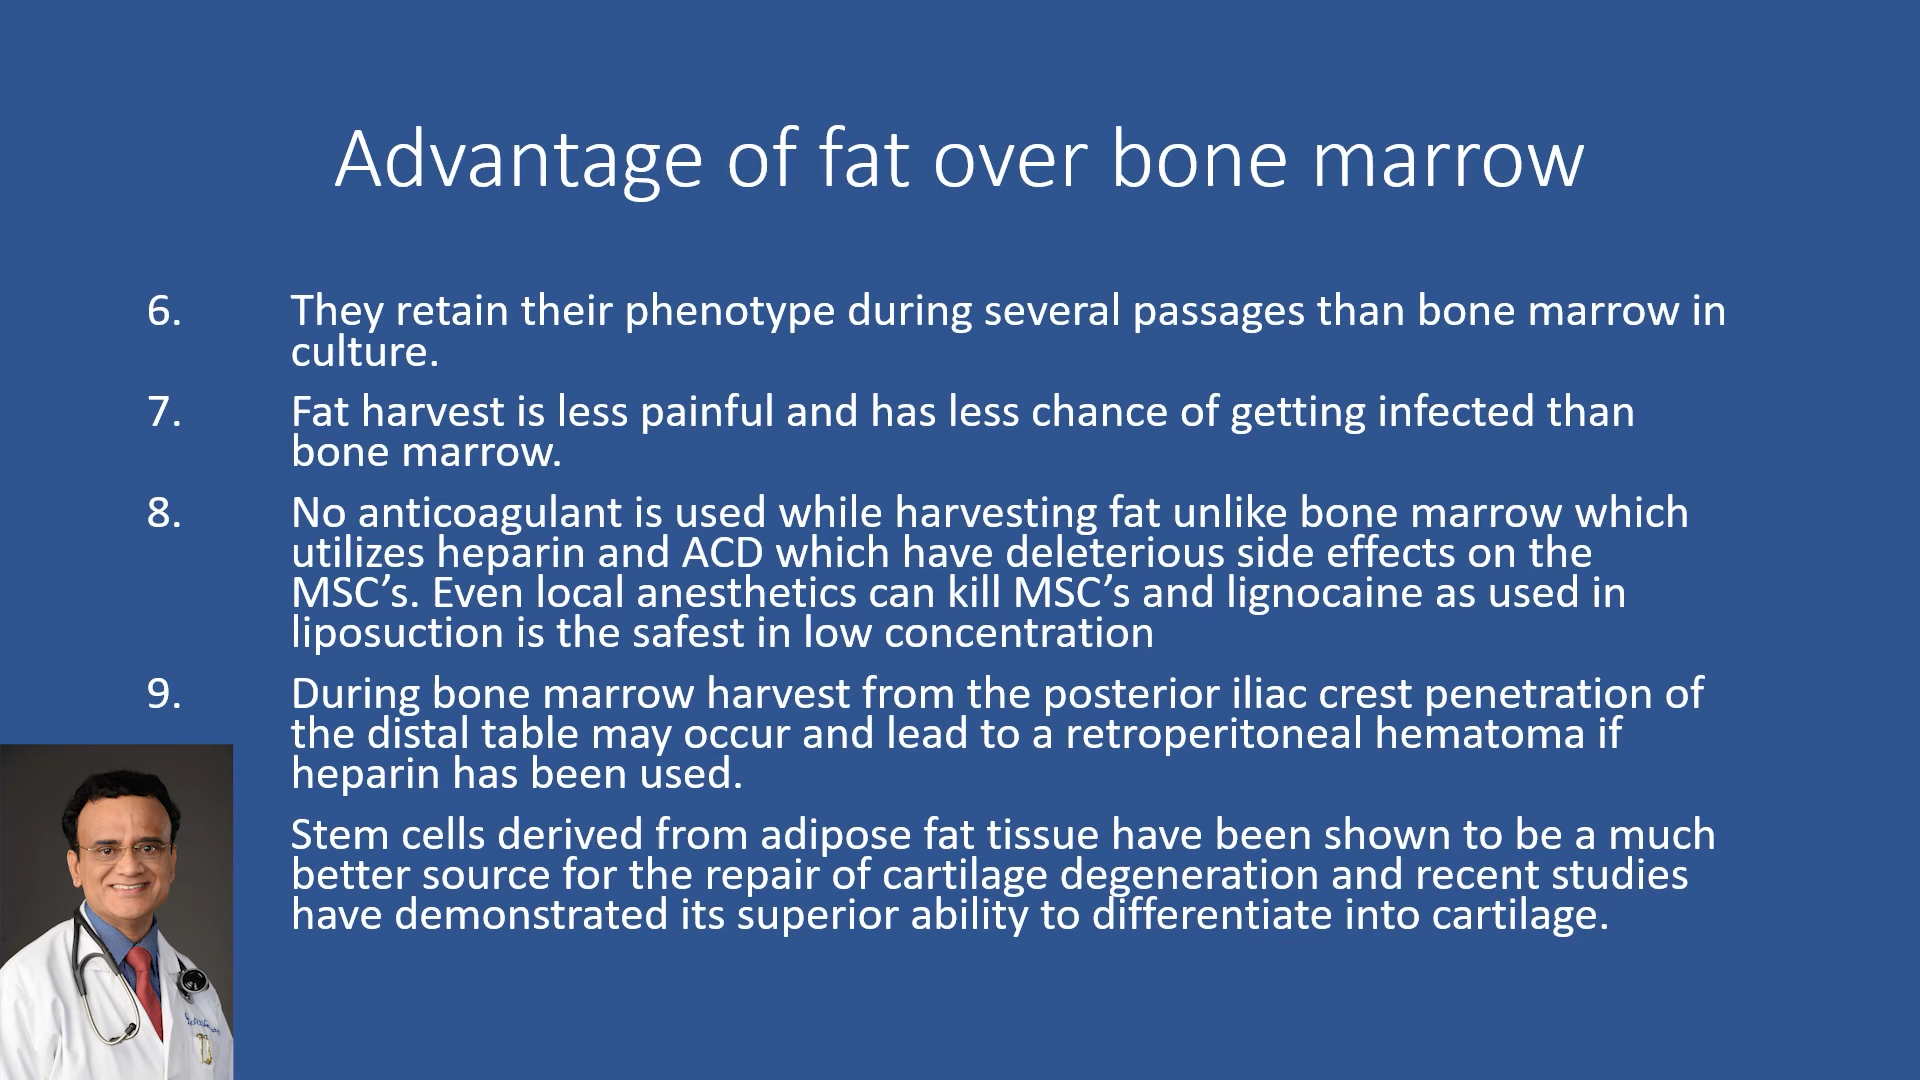 Advantage of fat over bone marrow
6. They retain their phenotype during several passages than bone marrow in
culture.
7. Fat harvest is less painful and has less chance of getting infected than
bone marrow.
8. No anticoagulant is used while harvesting fat unlike bone marrow which
utilizes heparin and ACD which have deleterious side effects on the
MSC’s. Even local anesthetics can kill MSC’s and lignocaine as used in
liposuction is the safest in low concentration
9. During bone marrow harvest from the posterior iliac crest penetration of
the distal table may occur and lead to a retroperitoneal hematoma if
heparin has been used.
Stem cells derived from adipose fat tissue have been shown to be a much
better source for the repair of cartilage degeneration and recent studies
have demonstrated its superior ability to differentiate into cartilage.